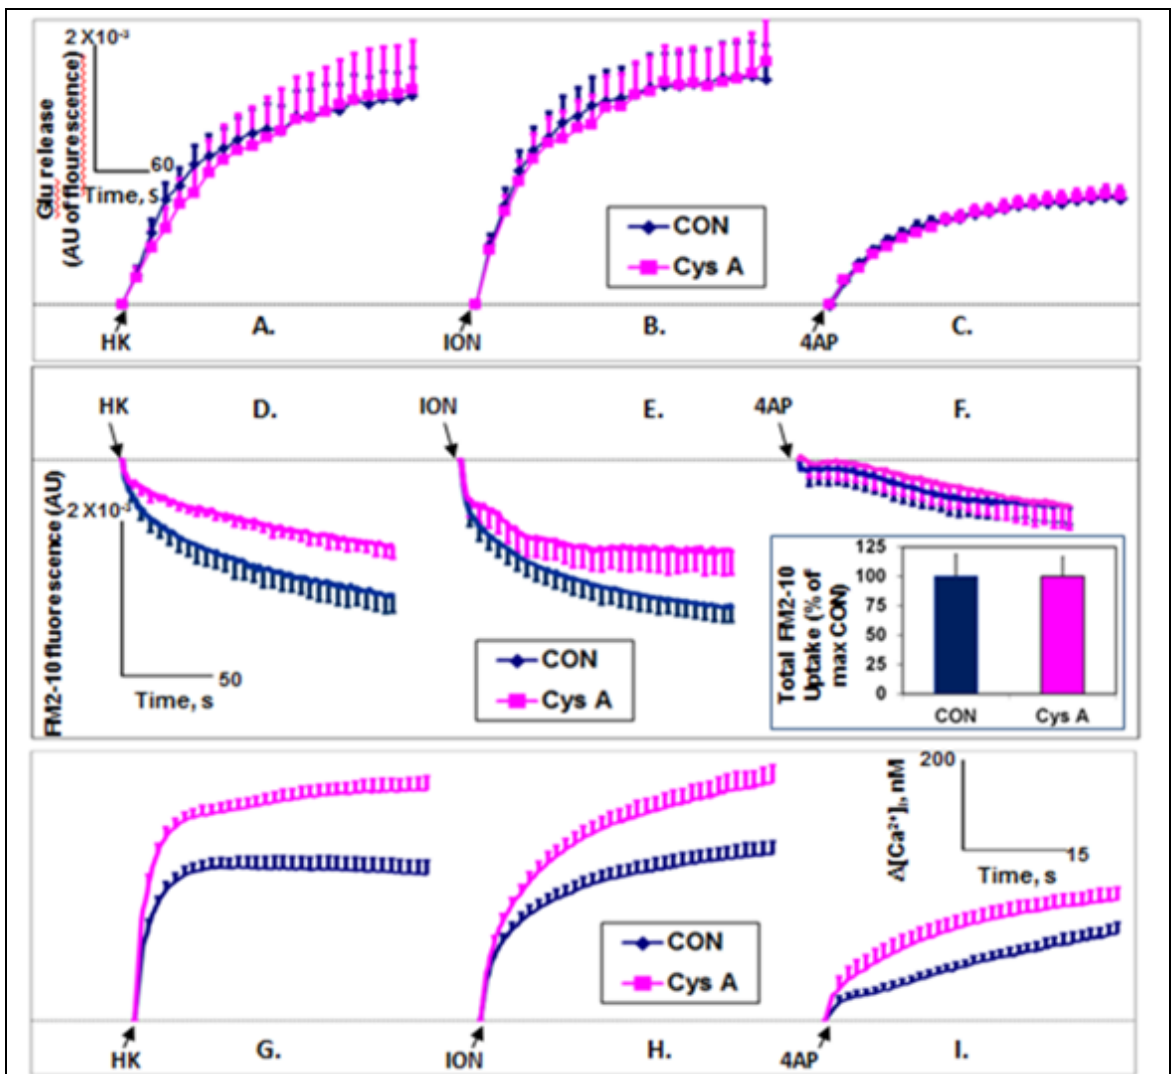 2 X10⁻³
Glu release
(AU of flourescence)
60
Time, s
CON
Cys A
HK
A.
ION
B.
4AP
C.
HK
D.
ION
E.
4AP
F.
FM2-10 fluorescence (AU)
2 X10⁻³
50
Time, s
CON
Cys A
Total FM2-10
Uptake (% of
max CON)
125
100
75
50
25
0
CON
Cys A
200
Δ[Ca²⁺]ᵢ, nM
15
Time, s
CON
Cys A
HK
G.
ION
H.
4AP
I.